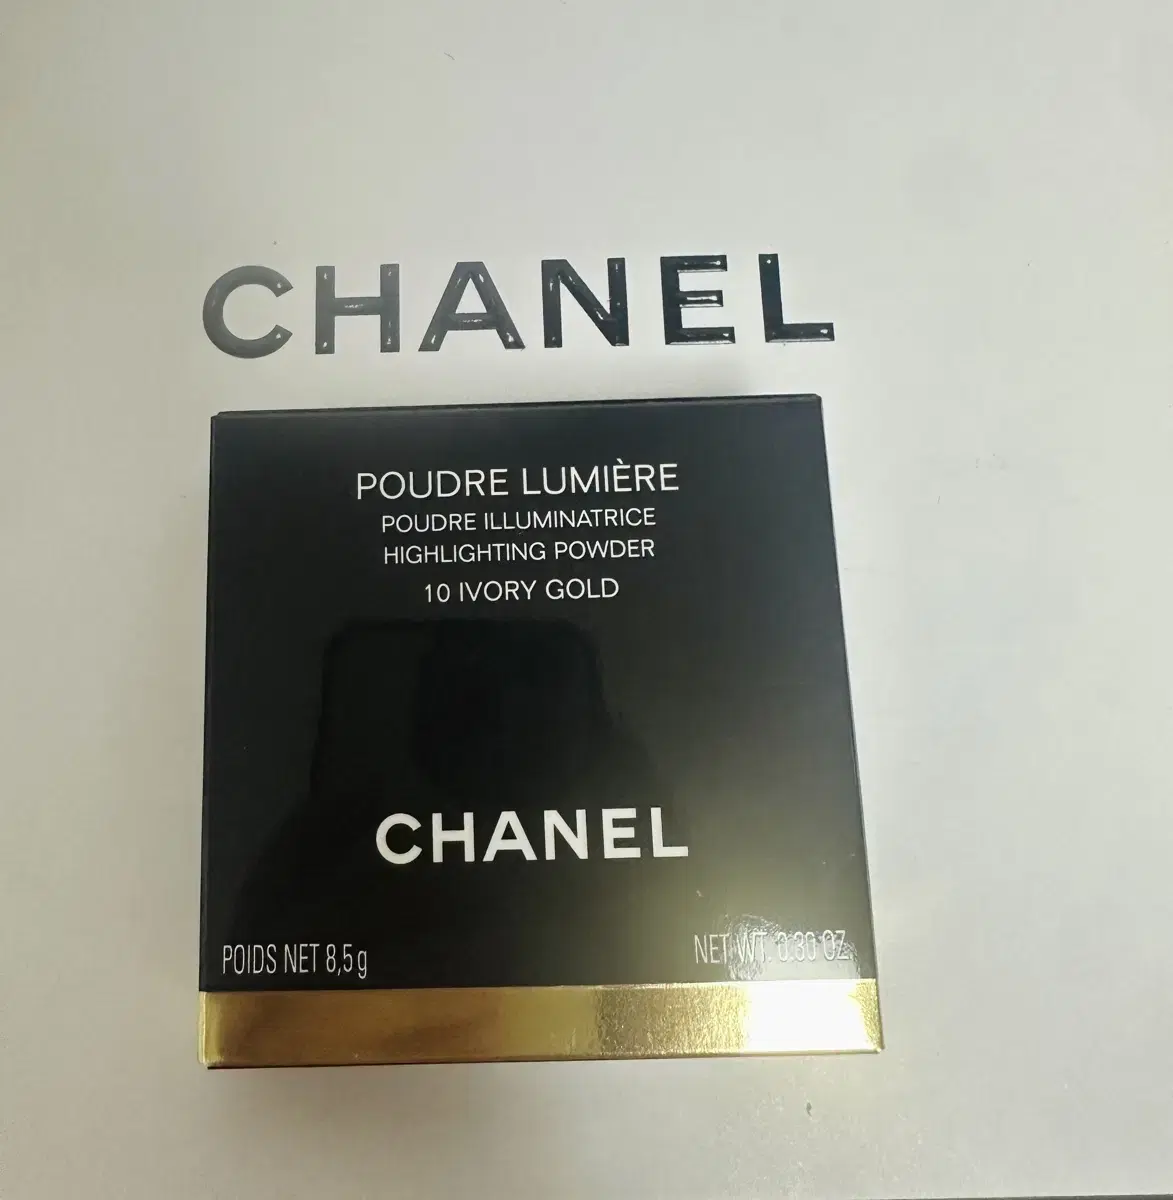 CHANEL
POUDRE LUMIÈRE
POUDRE ILLUMINATRICE
HIGHLIGHTING POWDER
10 IVORY GOLD
CHANEL
POIDS NET 8,5 g
NET WT. 0.30 OZ.